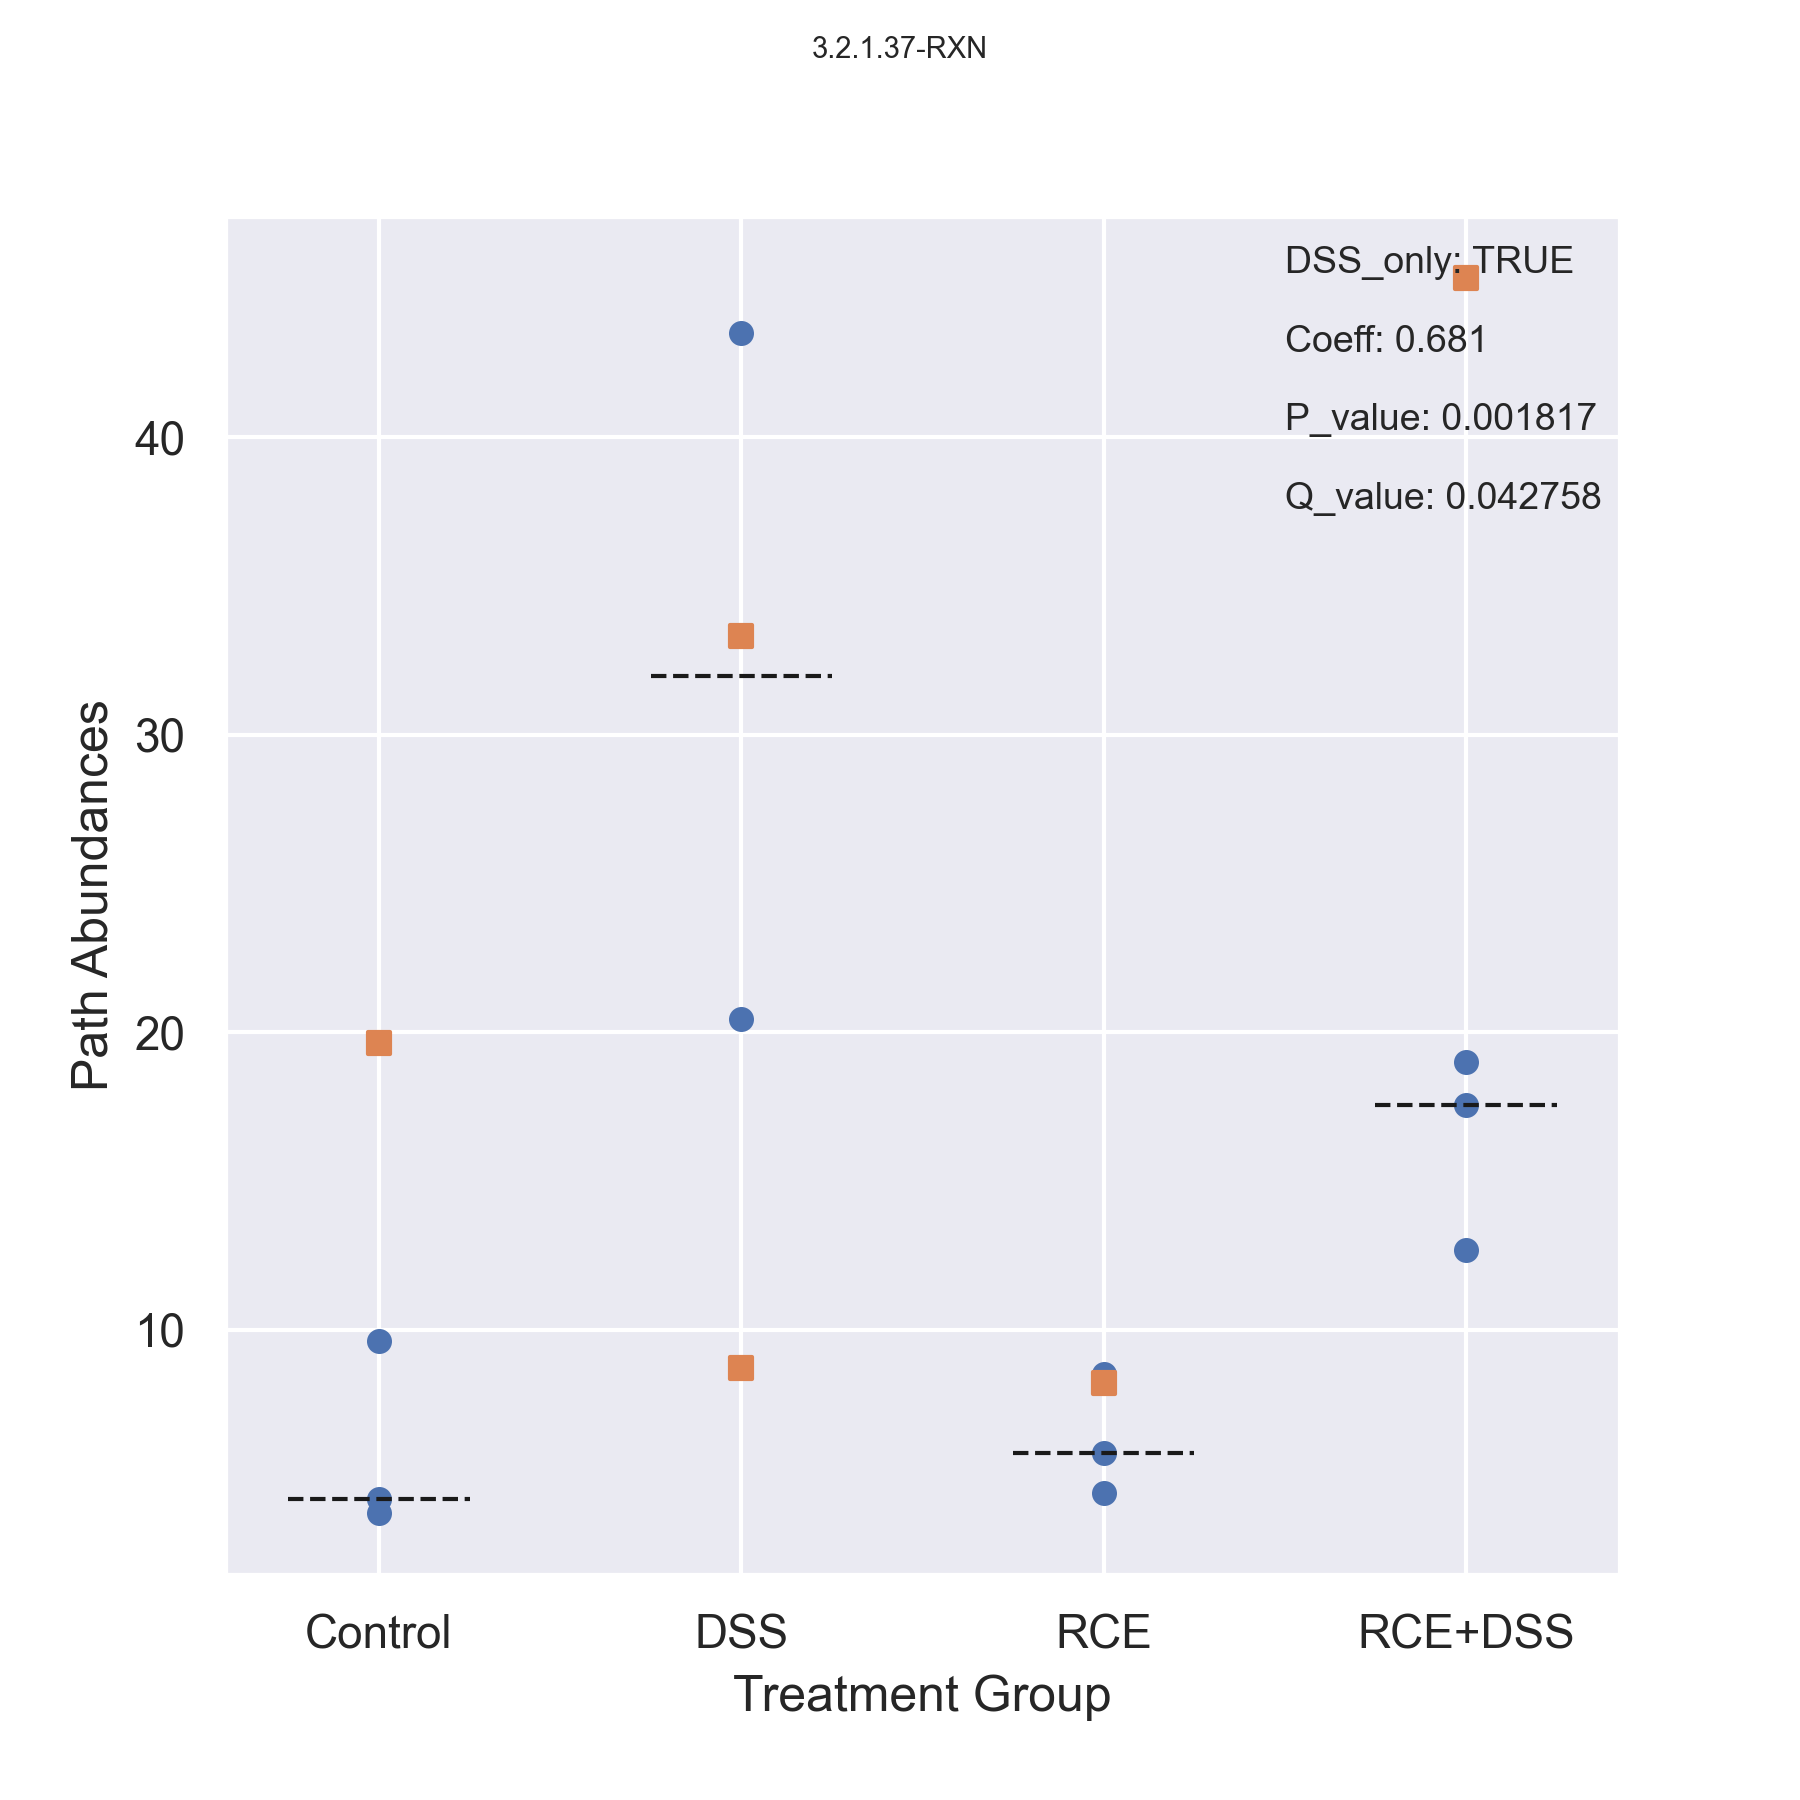 3.2.1.37-RXN
DSS_only: TRUE
Coeff: 0.681
P_value: 0.001817
Q_value: 0.042758
Path Abundances
40
30
20
10
Control DSS RCE RCE+DSS
Treatment Group